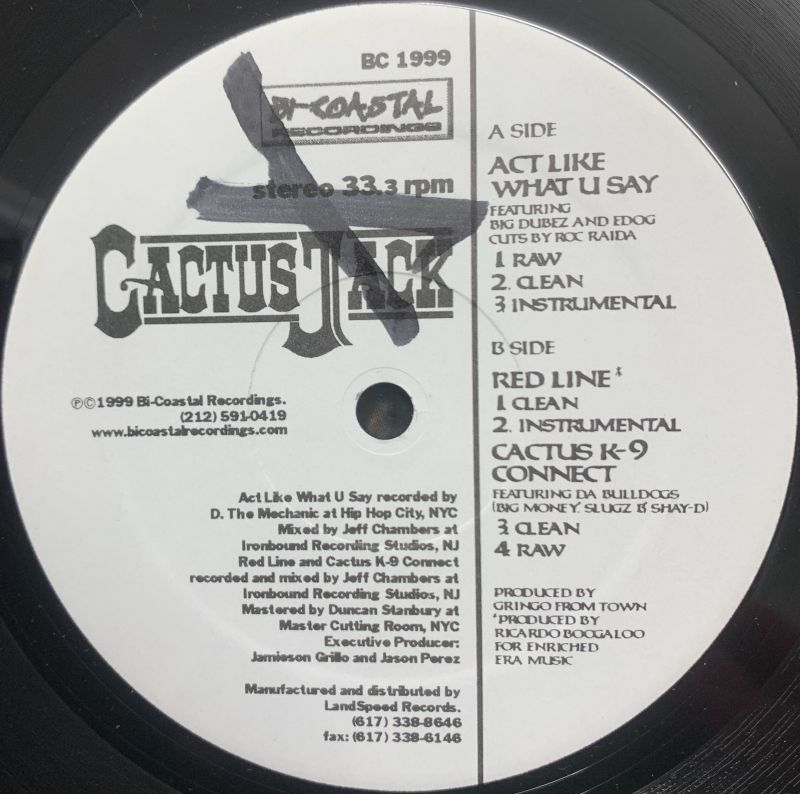 BC 1999
BI-COASTAL
RECORDINGS
stereo 33.3 rpm
CACTUS JACK
℗©1999 Bi-Coastal Recordings.
(212) 591-0419
www.bicoastalrecordings.com
Act Like What U Say recorded by
D. The Mechanic at Hip Hop City, NYC
Mixed by Jeff Chambers at
Ironbound Recording Studios, NJ
Red Line and Cactus K-9 Connect
recorded and mixed by Jeff Chambers at
Ironbound Recording Studios, NJ
Mastered by Duncan Stanbury at
Master Cutting Room, NYC
Executive Producer:
Jamieson Grillo and Jason Perez
Manufactured and distributed by
LandSpeed Records.
(617) 338-8646
fax: (617) 338-6146
A SIDE
ACT LIKE
WHAT U SAY
FEATURING
BIG DUBEZ AND EDOG
CUTS BY ROC RAIDA
1 RAW
2. CLEAN
3 INSTRUMENTAL
B SIDE
RED LINE*
1 CLEAN
2. INSTRUMENTAL
CACTUS K-9
CONNECT
FEATURING DA BULLDOGS
(BIG MONEY, SLUGZ B, SHAY-D)
3 CLEAN
4 RAW
PRODUCED BY
GRINGO FROM TOWN
*PRODUCED BY
RICARDO BOOGALOO
FOR ENRICHED
ERA MUSIC